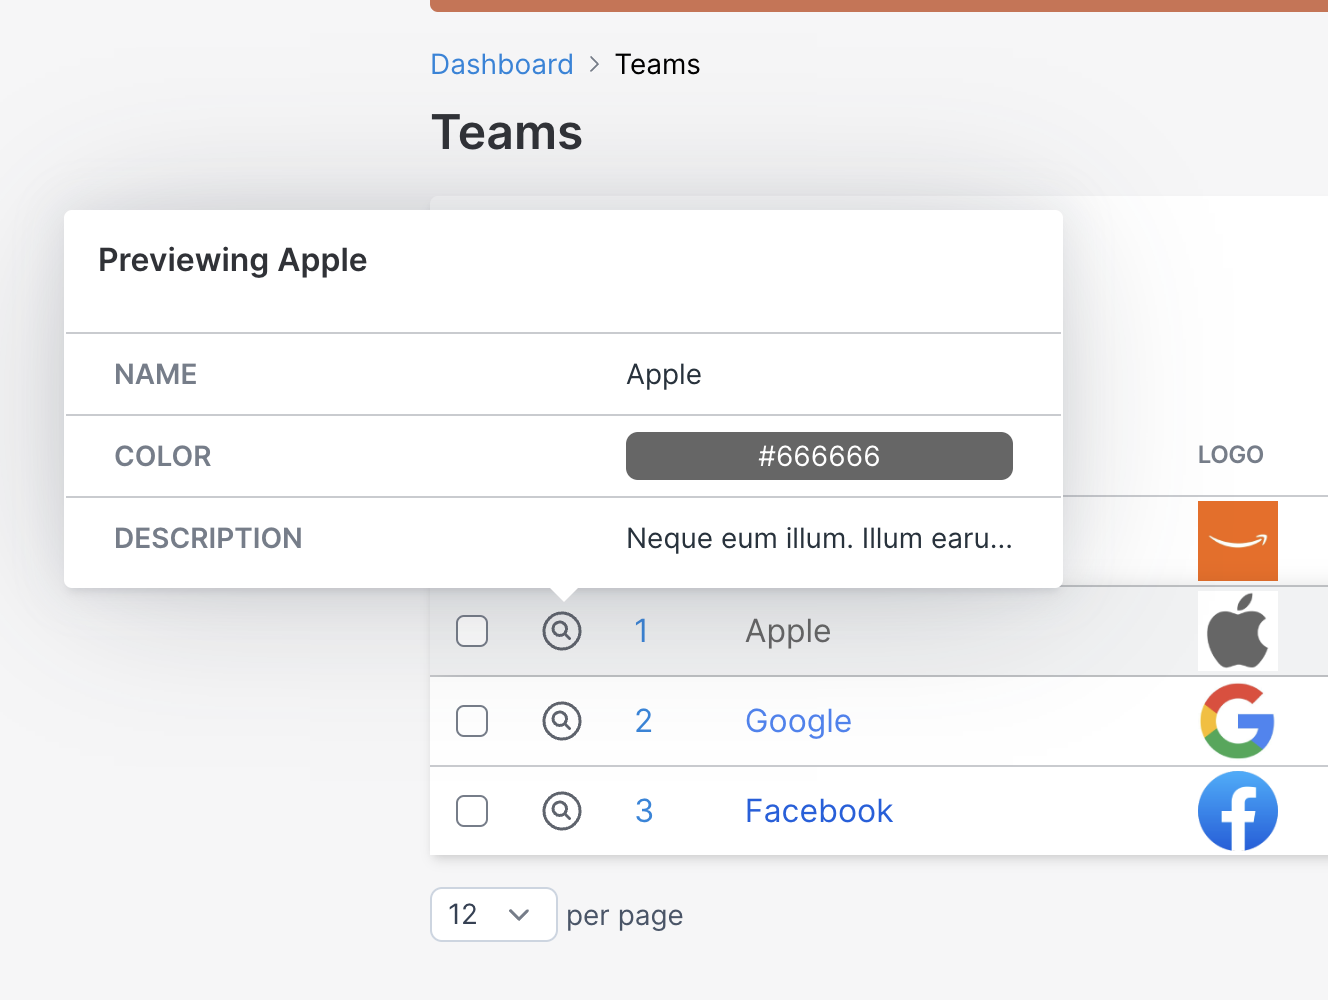 Dashboard > Teams
Teams
Previewing Apple
NAME Apple
COLOR #666666
DESCRIPTION Neque eum illum. Illum earu...
LOGO
1 Apple
2 Google
3 Facebook
12 per page